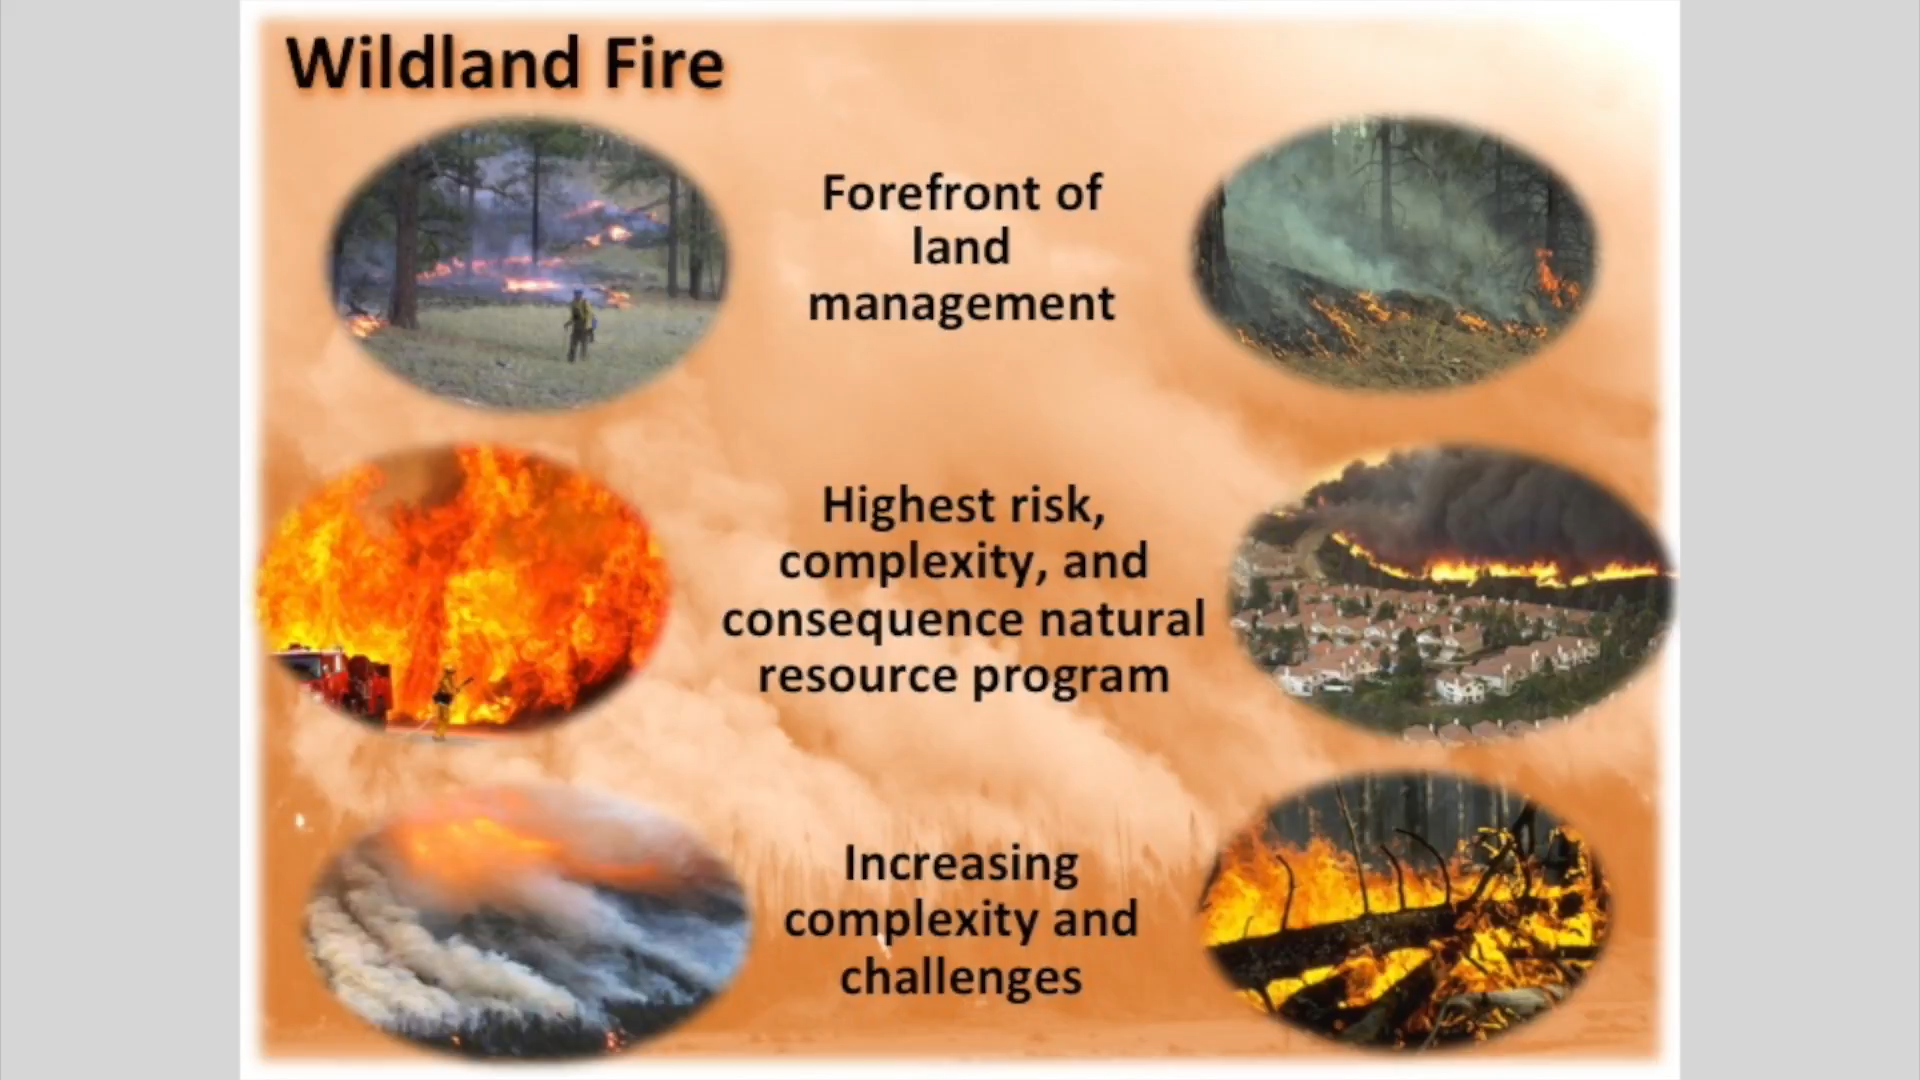 Wildland Fire
Forefront of
land
management
Highest risk,
complexity, and
consequence natural
resource program
Increasing
complexity and
challenges